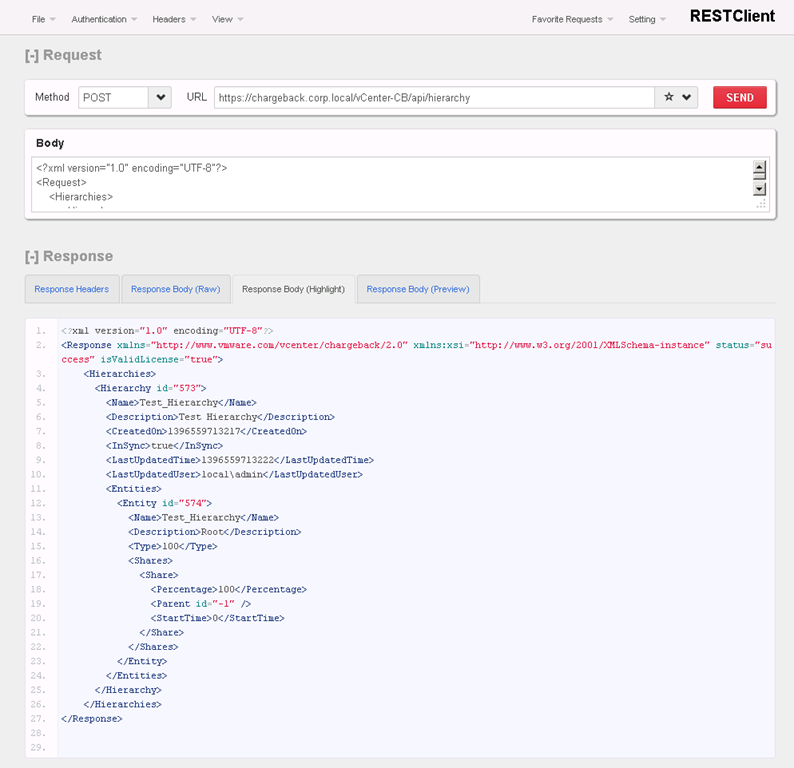 File Authentication Headers View Favorite Requests Setting RESTClient
[-] Request
Method POST URL https://chargeback.corp.local/vCenter-CB/api/hierarchy SEND
Body
<?xml version="1.0" encoding="UTF-8"?>
<Request>
<Hierarchies>
[-] Response
Response Headers Response Body (Raw) Response Body (Highlight) Response Body (Preview)
1. <?xml version="1.0" encoding="UTF-8"?>
2. <Response xmlns="http://www.vmware.com/vcenter/chargeback/2.0" xmlns:xsi="http://www.w3.org/2001/XMLSchema-instance" status="su
ccess" isValidLicense="true">
3. <Hierarchies>
4. <Hierarchy id="573">
5. <Name>Test_Hierarchy</Name>
6. <Description>Test Hierarchy</Description>
7. <CreatedOn>1396559713217</CreatedOn>
8. <InSync>true</InSync>
9. <LastUpdatedTime>1396559713222</LastUpdatedTime>
10. <LastUpdatedUser>local\admin</LastUpdatedUser>
11. <Entities>
12. <Entity id="574">
13. <Name>Test_Hierarchy</Name>
14. <Description>Root</Description>
15. <Type>100</Type>
16. <Shares>
17. <Share>
18. <Percentage>100</Percentage>
19. <Parent id="-1" />
20. <StartTime>0</StartTime>
21. </Share>
22. </Shares>
23. </Entity>
24. </Entities>
25. </Hierarchy>
26. </Hierarchies>
27. </Response>
28.
29.